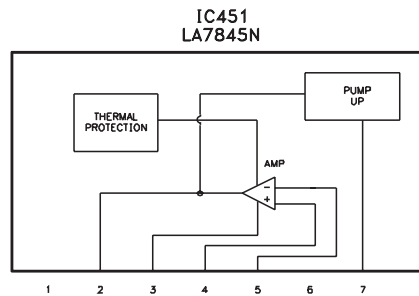 IC451
LA7845N
THERMAL
PROTECTION
PUMP
UP
AMP
−
+
1 2 3 4 5 6 7